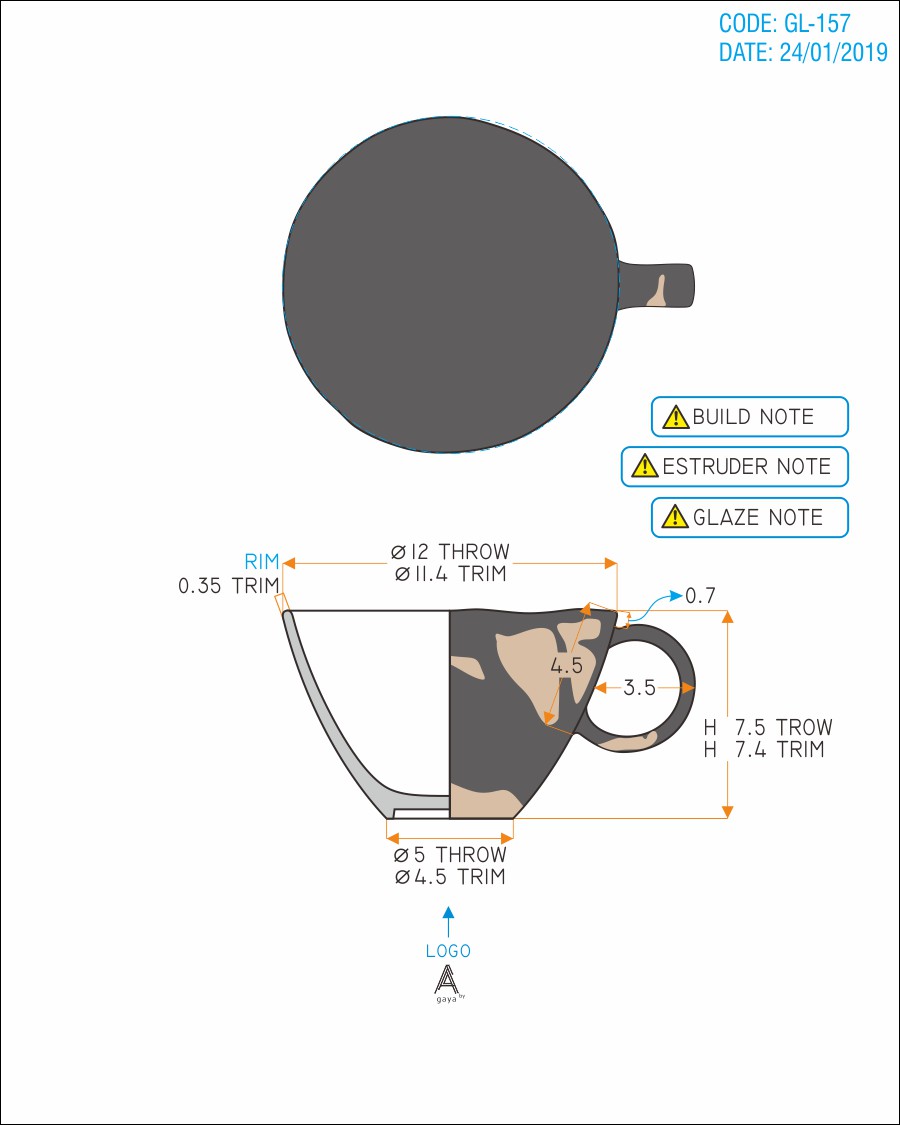 CODE: GL-157
DATE: 24/01/2019
BUILD NOTE
ESTRUDER NOTE
GLAZE NOTE
Ø12 THROW
Ø11.4 TRIM
RIM
0.35 TRIM
0.7
4.5
3.5
H 7.5 TROW
H 7.4 TRIM
Ø5 THROW
Ø4.5 TRIM
LOGO
A
gaya by